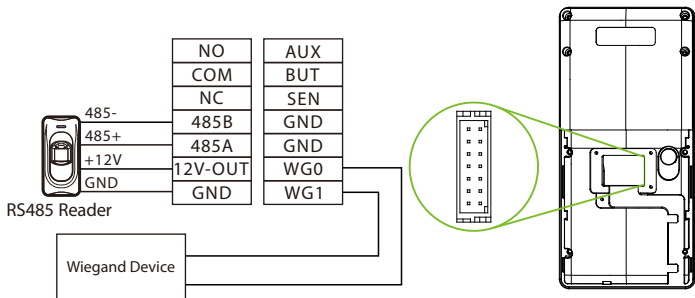 NO AUX
COM BUT
NC SEN
485- 485B GND
485+ 485A GND
+12V 12V-OUT WG0
GND GND WG1
RS485 Reader
Wiegand Device